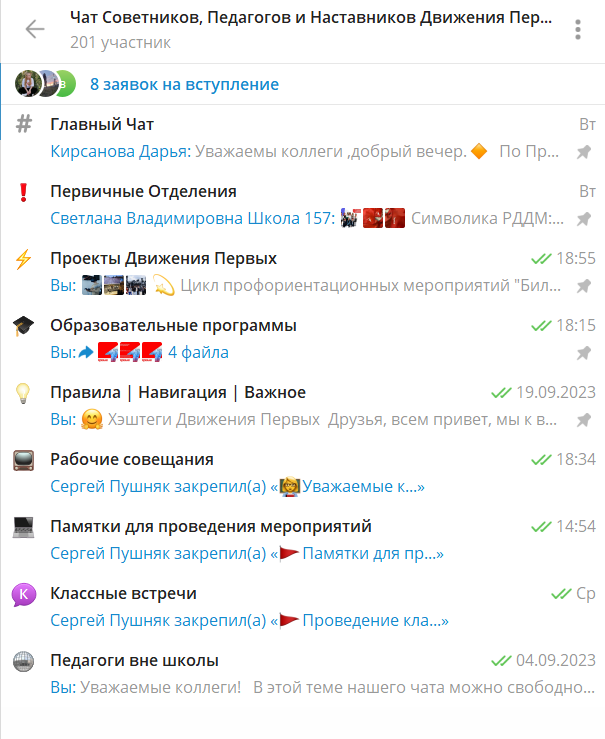 Чат Советников, Педагогов и Наставников Движения Пер...
201 участник
8 заявок на вступление
Главный Чат Вт
Кирсанова Дарья: Уважаемы коллеги ,добрый вечер.🔶 По Пр...
Первичные Отделения Вт
Светлана Владимировна Школа 157: Символика РДДМ:...
Проекты Движения Первых 18:55
Вы: 💫 Цикл профориентационных мероприятий "Бил...
Образовательные программы 18:15
Вы: 4 файла
Правила | Навигация | Важное 19.09.2023
Вы: 🤗 Хэштеги Движения Первых Друзья, всем привет, мы к в...
Рабочие совещания 18:34
Сергей Пушняк закрепил(а) «👩‍🏫Уважаемые к...»
Памятки для проведения мероприятий 14:54
Сергей Пушняк закрепил(а) «🚩Памятки для пр...»
К Классные встречи Ср
Сергей Пушняк закрепил(а) «🚩Проведение кла...»
Педагоги вне школы 04.09.2023
Вы: Уважаемые коллеги! В этой теме нашего чата можно свободно...